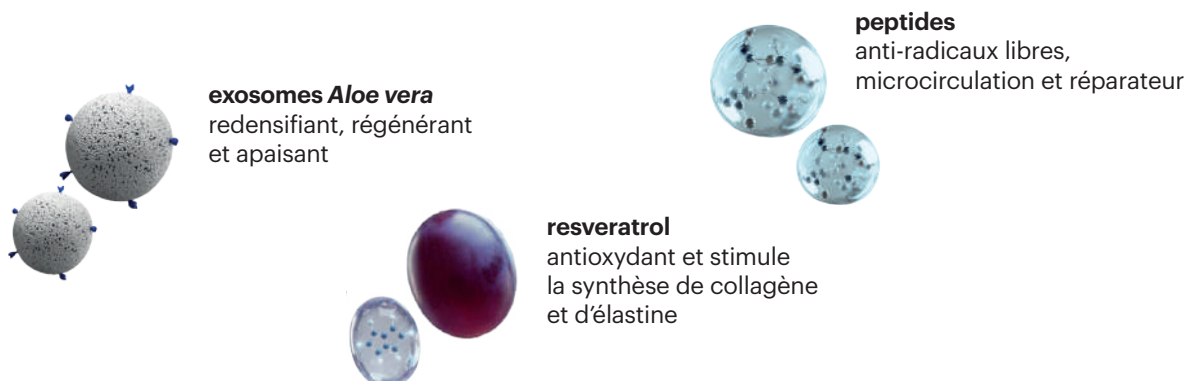 peptides
anti-radicaux libres,
microcirculation et réparateur
exosomes Aloe vera
redensifiant, régénérant
et apaisant
resveratrol
antioxydant et stimule
la synthèse de collagène
et d'élastine